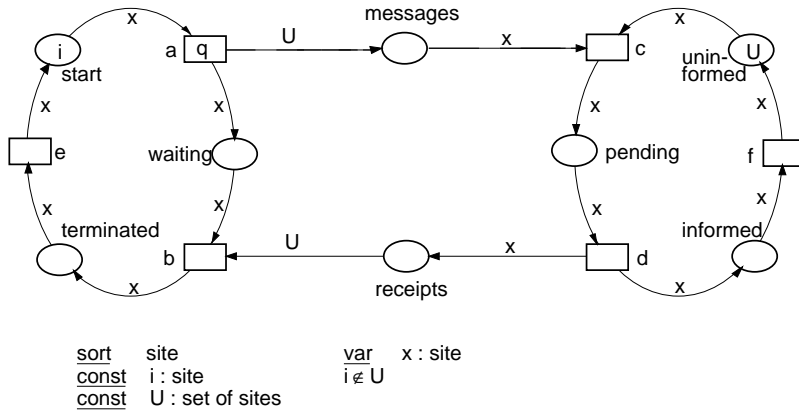 messages
x
i
start
x
a
q
U
x
c
x
unin-
formed
U
x
x
x
x
e
waiting
pending
f
x
x
x
x
terminated
informed
b
U
x
d
x
receipts
x
sort site
var x : site
const i : site
i ∉ U
const U : set of sites